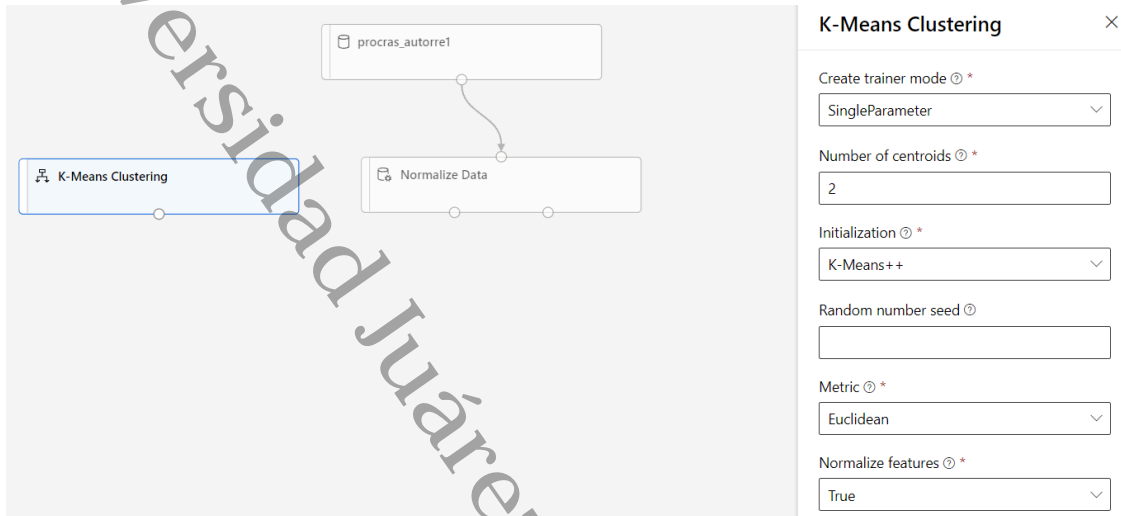 procras_autorre1
K-Means Clustering
Normalize Data
ersidad Juáre
K-Means Clustering
Create trainer mode *
SingleParameter
Number of centroids *
2
Initialization *
K-Means++
Random number seed
Metric *
Euclidean
Normalize features *
True